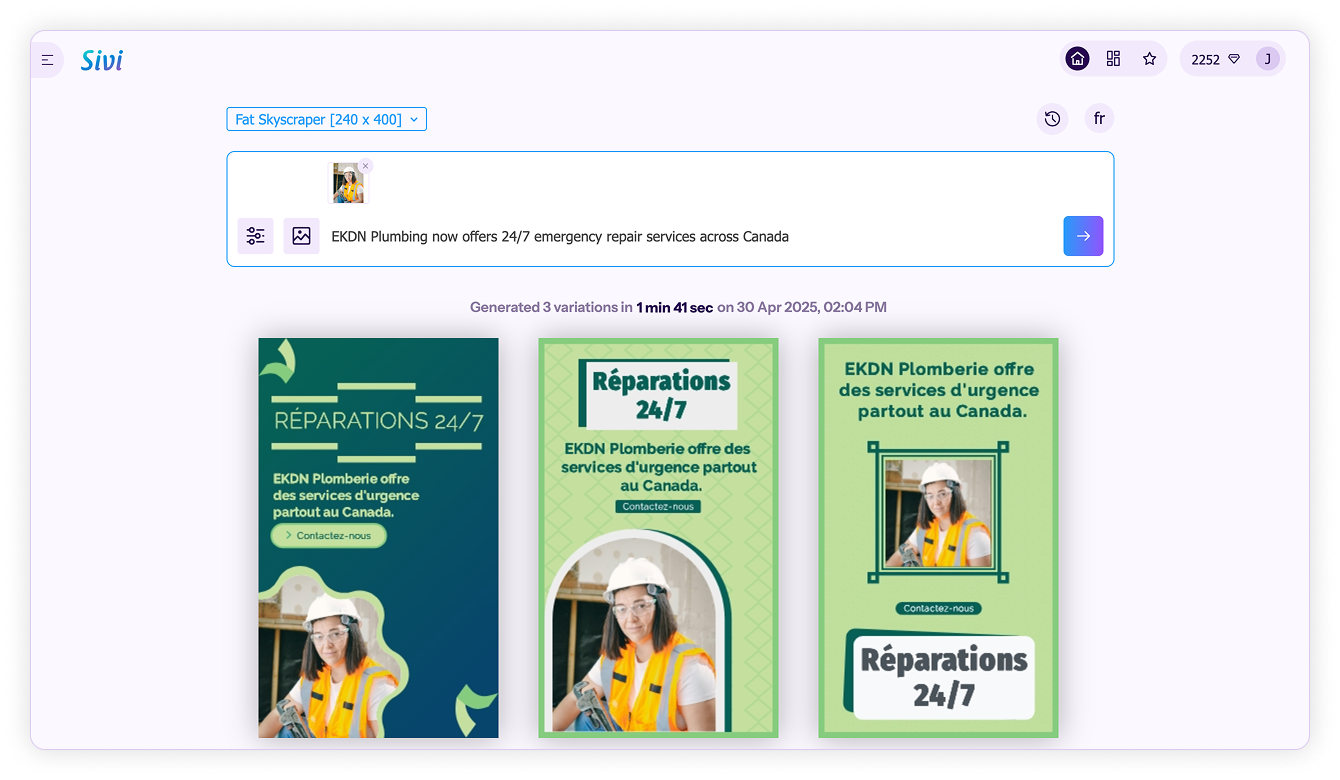 Sivi
2252
J
Fat Skyscraper [240 x 400]
fr
EKDN Plumbing now offers 24/7 emergency repair services across Canada
Generated 3 variations in 1 min 41 sec on 30 Apr 2025, 02:04 PM
RÉPARATIONS 24/7
EKDN Plomberie offre
des services d'urgence
partout au Canada.
Contactez-nous
Réparations
24/7
EKDN Plomberie offre des
services d'urgence partout
au Canada.
Contactez-nous
EKDN Plomberie offre
des services d'urgence
partout au Canada.
Contactez-nous
Réparations
24/7